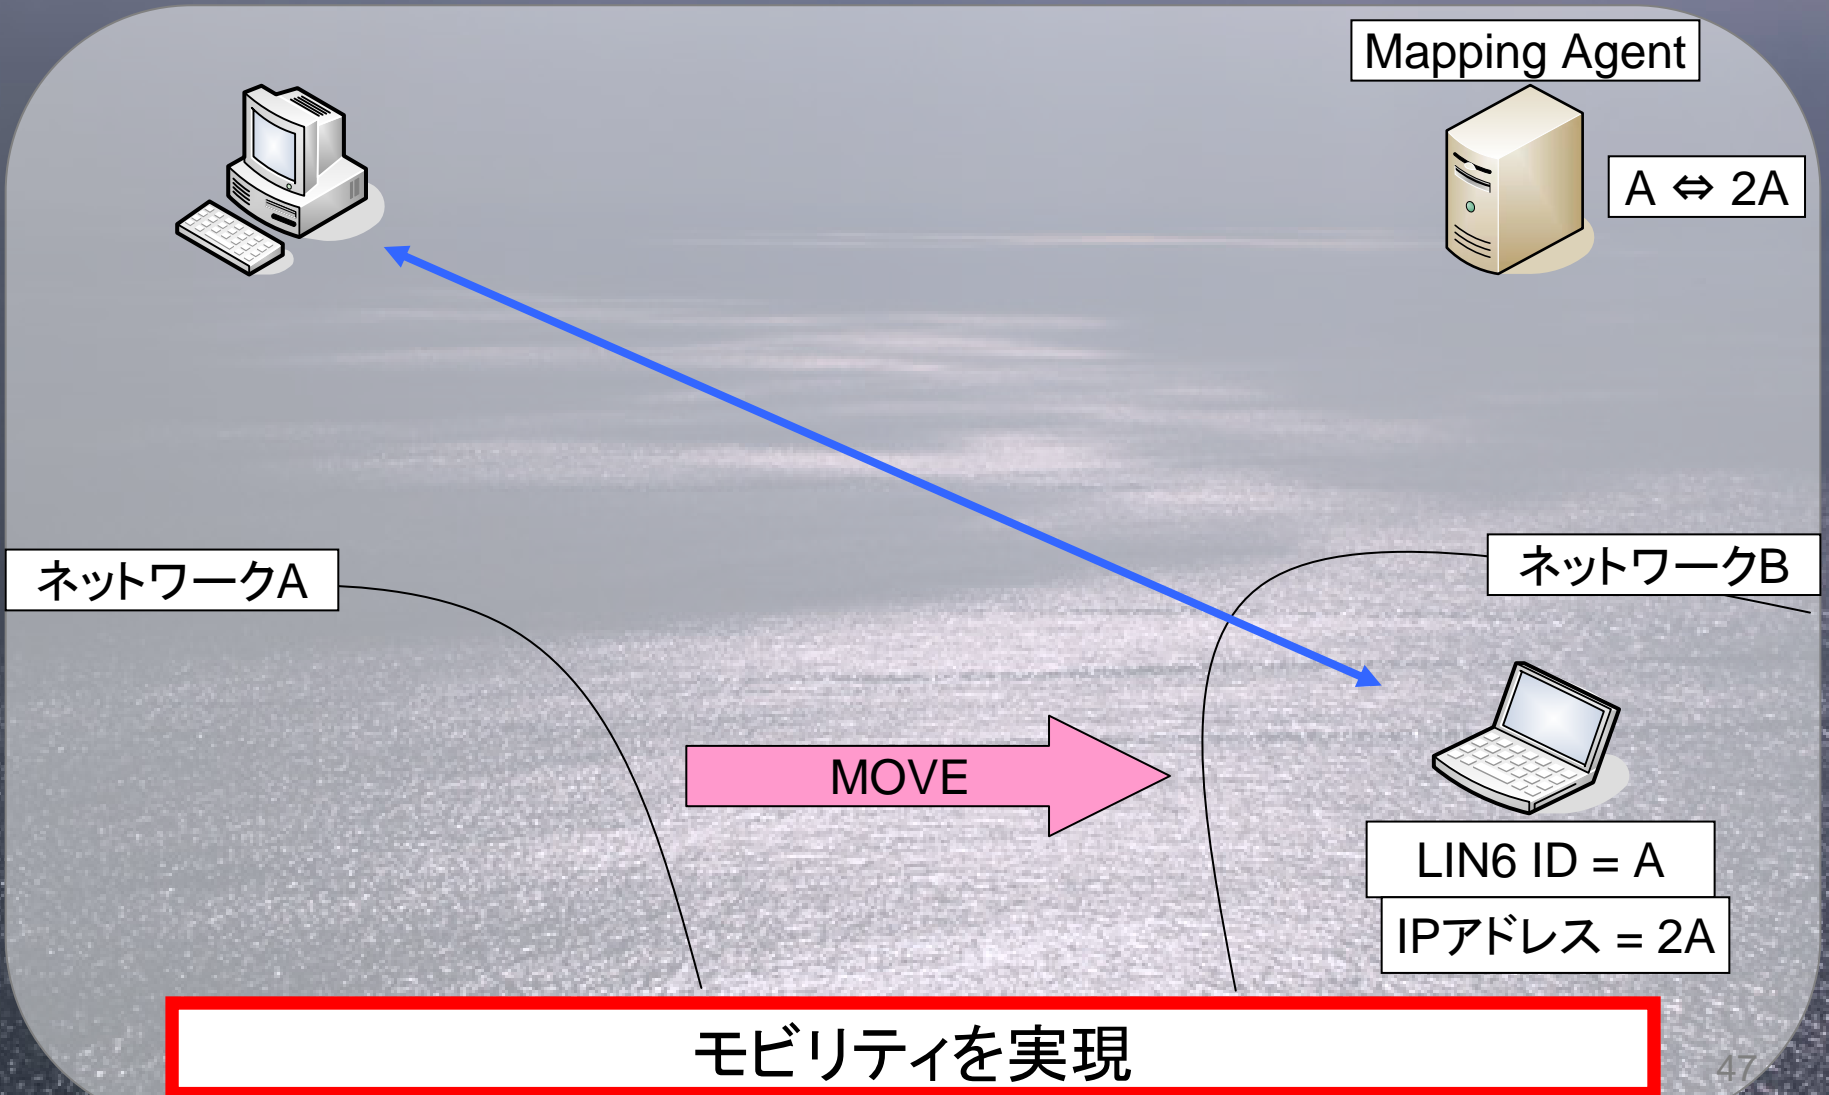 Mapping Agent
A ⇔ 2A
ネットワークA
ネットワークB
MOVE
LIN6 ID = A
IPアドレス = 2A
モビリティを実現
47